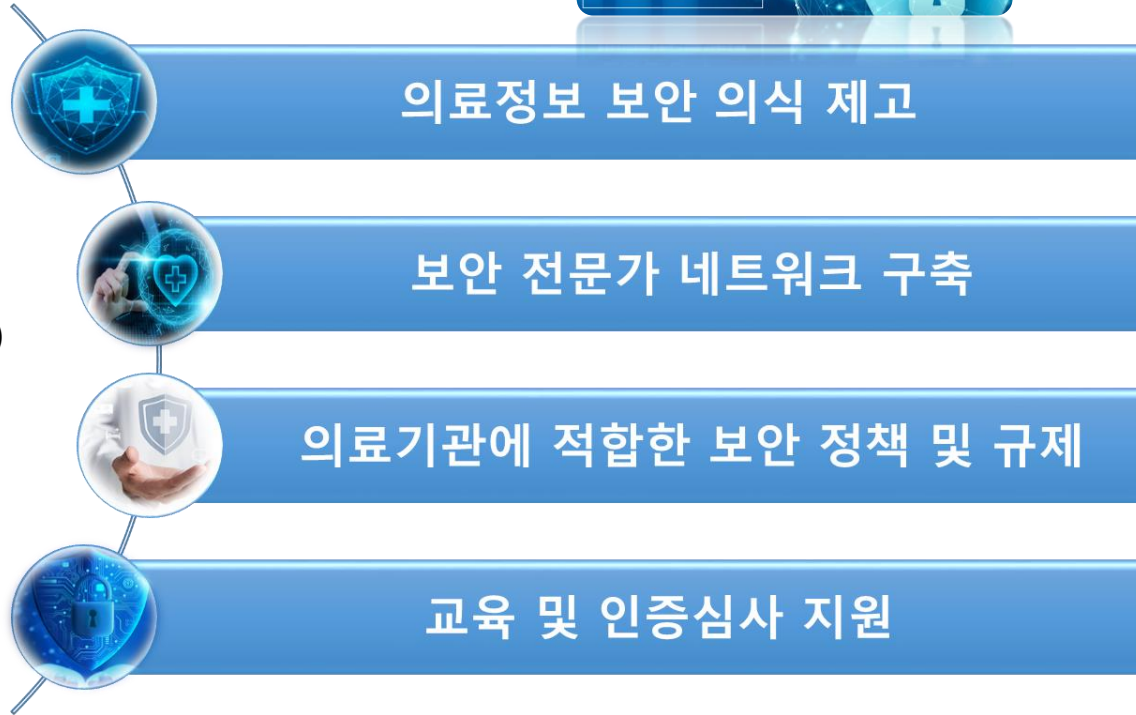 의료정보 보안 의식 제고
보안 전문가 네트워크 구축
의료기관에 적합한 보안 정책 및 규제
교육 및 인증심사 지원